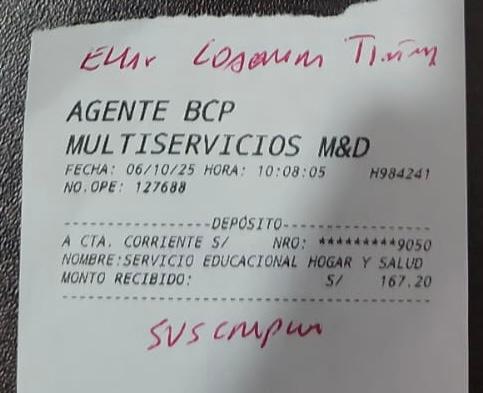 AGENTE BCP
MULTISERVICIOS M&D
FECHA: 06/10/25 HORA: 10:08:05 H984241
NO.OPE: 127688
------------------DEPÓSITO------------------
A CTA. CORRIENTE S/ NRO: *********9050
NOMBRE:SERVICIO EDUCACIONAL HOGAR Y SALUD
MONTO RECIBIDO: S/ 167.20